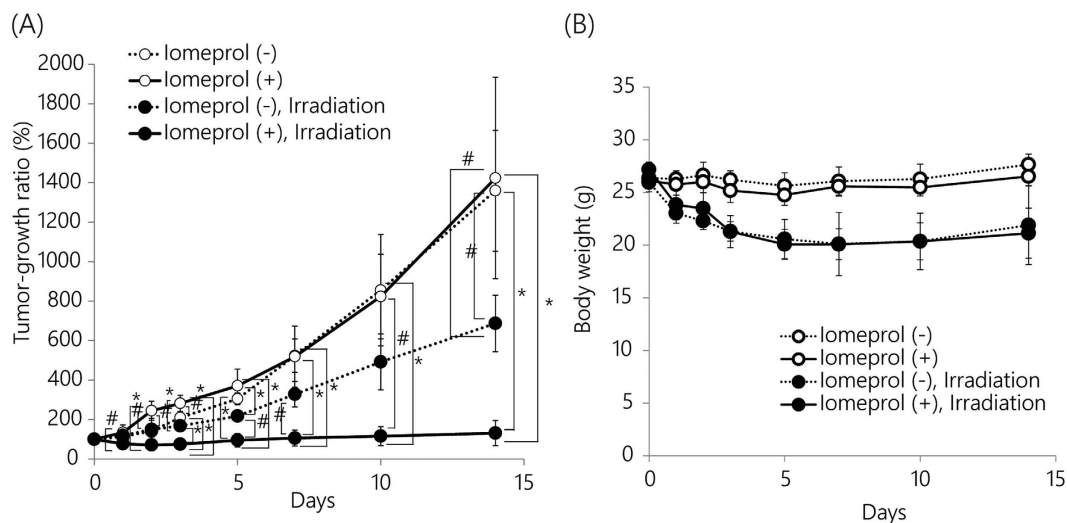 (A)
Iomeprol (-)
Iomeprol (+)
Iomeprol (-), Irradiation
Iomeprol (+), Irradiation
Tumor-growth ratio (%)
2000
1800
1600
1400
1200
1000
800
600
400
200
0
0 5 10 15
Days
# # # #
* * * * * * * * * * *
# # # #
(B)
Body weight (g)
35
30
25
20
15
10
5
0
Iomeprol (-)
Iomeprol (+)
Iomeprol (-), Irradiation
Iomeprol (+), Irradiation
0 5 10 15
Days